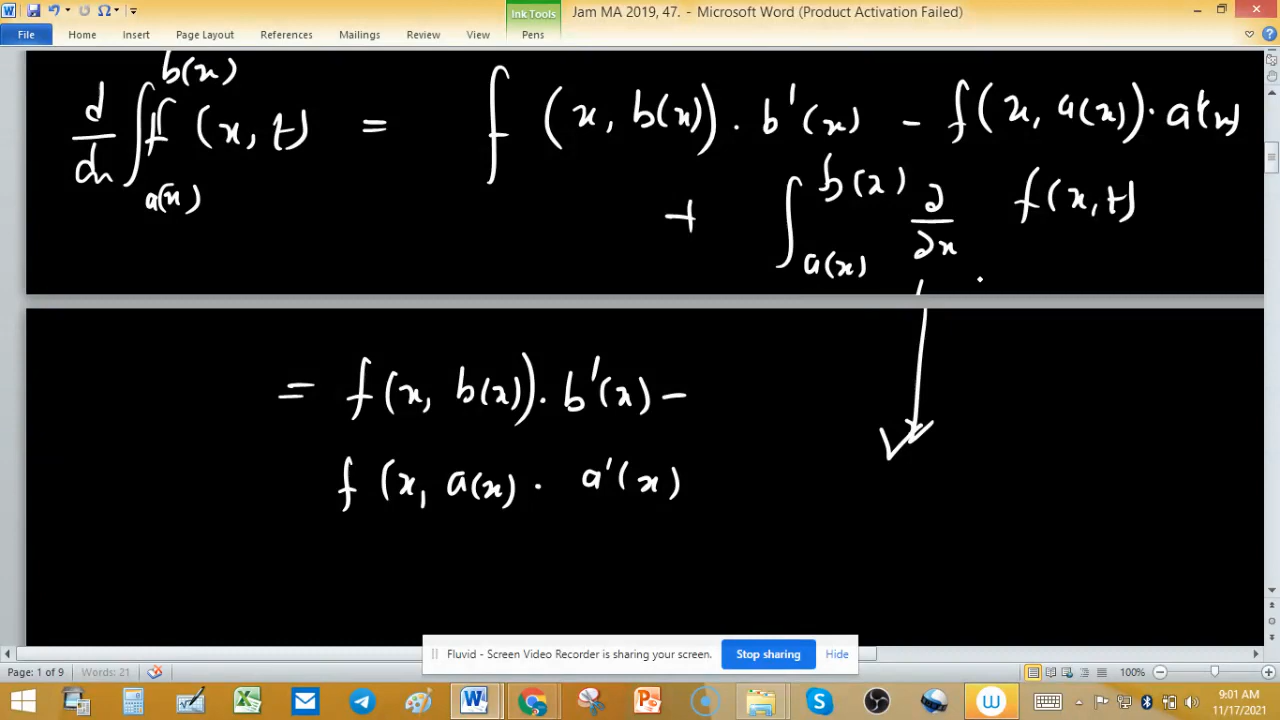 Ink Tools
Jam MA 2019, 47. - Microsoft Word (Product Activation Failed)
File Home Insert Page Layout References Mailings Review View Pens
d/dx ∫_{a(x)}^{b(x)} f (x, t) = f (x, b(x)) . b'(x) - f(x, a(x)) . a'(x)
+ ∫_{a(x)}^{b(x)} ∂/∂x f(x, t)
= f(x, b(x)) . b'(x) -
f (x, a(x) . a'(x)
Fluvid - Screen Video Recorder is sharing your screen. Stop sharing Hide
Page: 1 of 9 Words: 21 100%
9:01 AM
11/17/2021